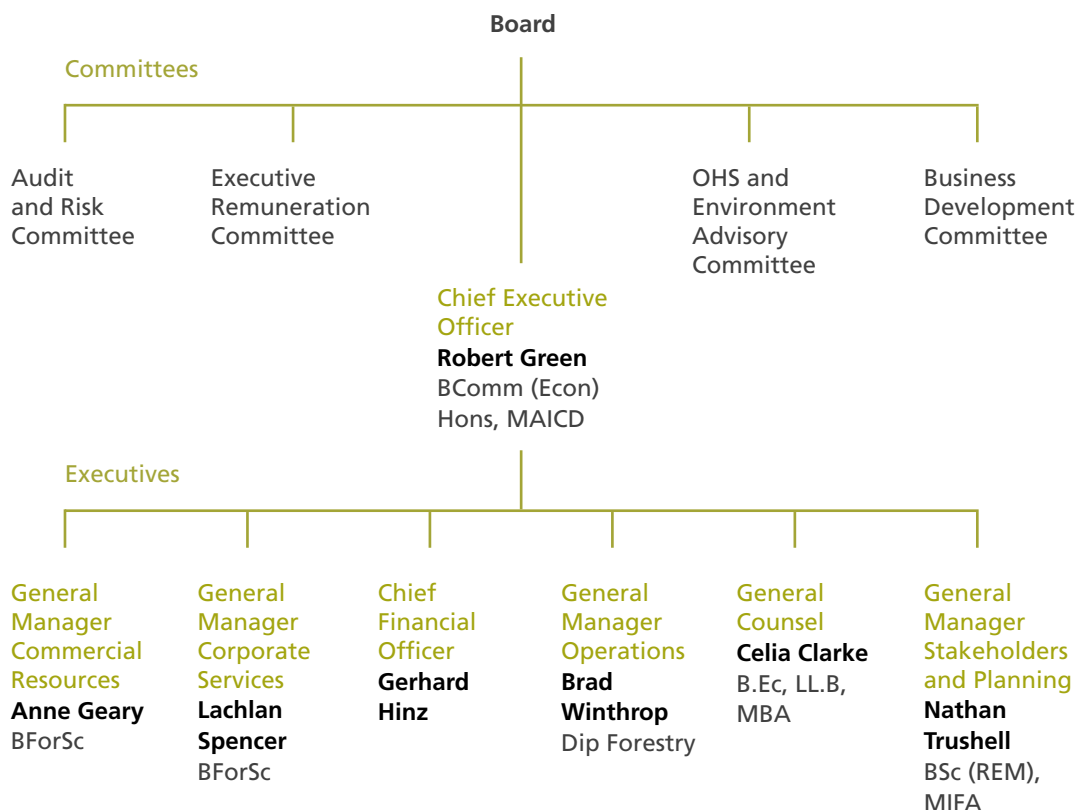 Board
Committees
Audit
and Risk
Committee
Executive
Remuneration
Committee
OHS and
Environment
Advisory
Committee
Business
Development
Committee
Chief Executive
Officer
Robert Green
BComm (Econ)
Hons, MAICD
Executives
General
Manager
Commercial
Resources
Anne Geary
BForSc
General
Manager
Corporate
Services
Lachlan
Spencer
BForSc
Chief
Financial
Officer
Gerhard
Hinz
General
Manager
Operations
Brad
Winthrop
Dip Forestry
General
Counsel
Celia Clarke
B.Ec, LL.B,
MBA
General
Manager
Stakeholders
and Planning
Nathan
Trushell
BSc (REM),
MIFA